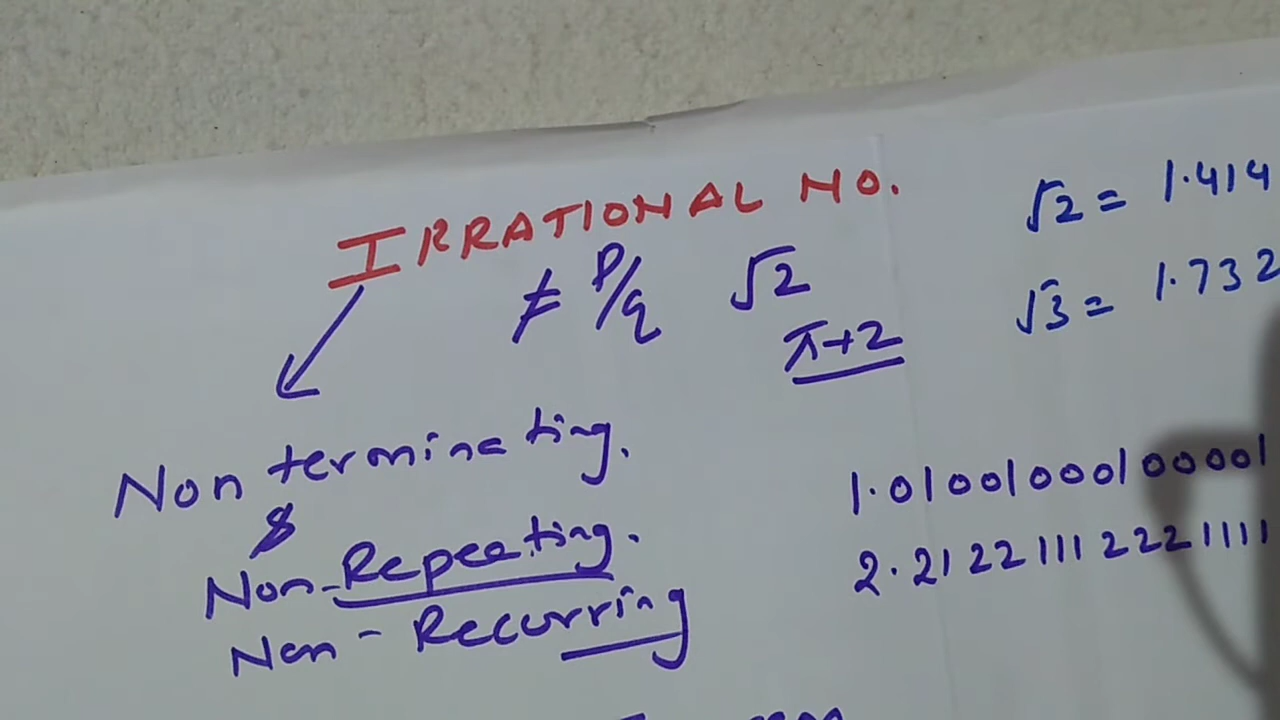 IRRATIONAL NO.
≠ P/q √2
π+2
√2 = 1.414
√3 = 1.732
Non terminating.
&
Non-Repeating.
Non-Recurring
1.01001000100001
2.21221112221111